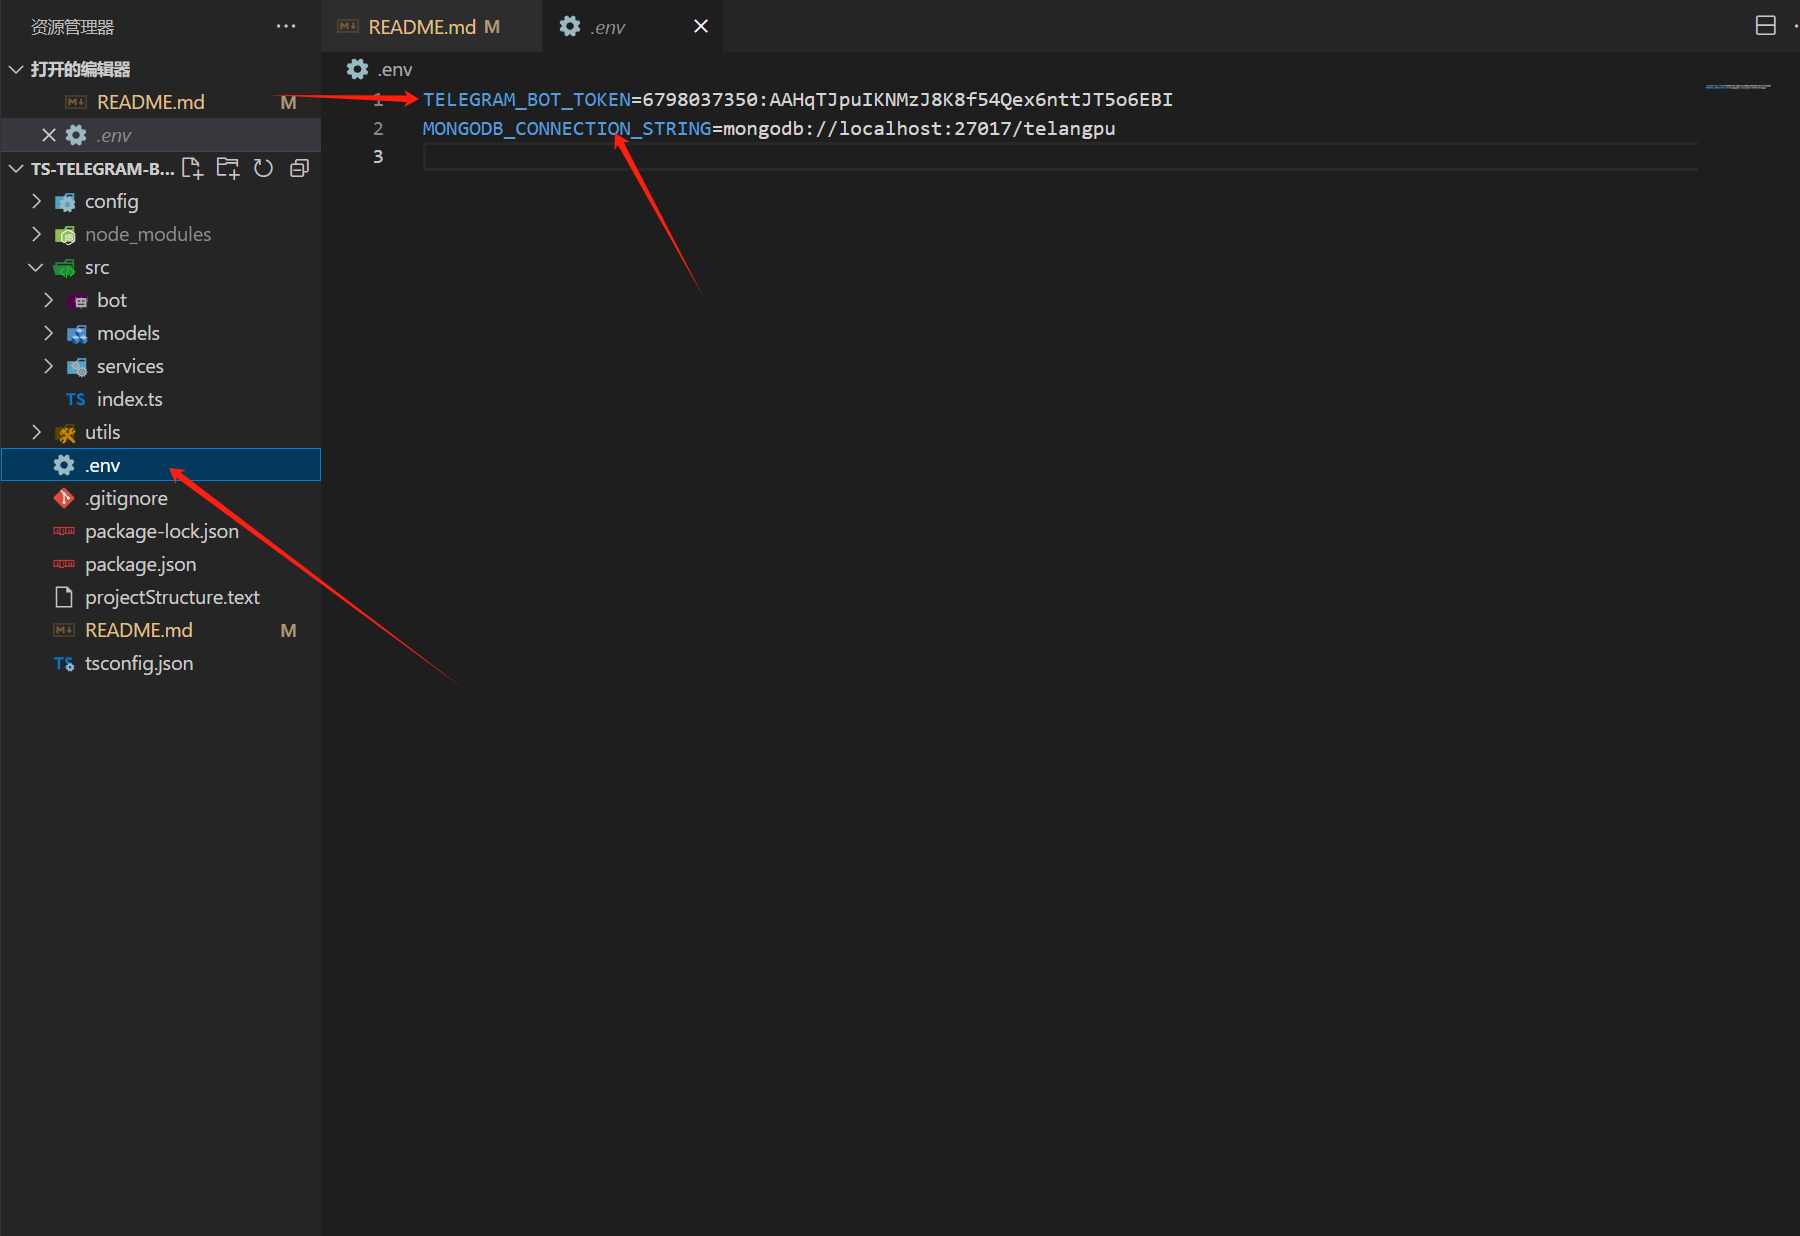 资源管理器
README.md M
.env
打开的编辑器
README.md M
.env
TS-TELEGRAM-B...
config
node_modules
src
bot
models
services
TS index.ts
utils
.env
.gitignore
package-lock.json
package.json
projectStructure.text
README.md M
TS tsconfig.json
.env
1 TELEGRAM_BOT_TOKEN=6798037350:AAHqTJpuIKNMzJ8K8f54Qex6nttJT5o6EBI
2 MONGODB_CONNECTION_STRING=mongodb://localhost:27017/telangpu
3